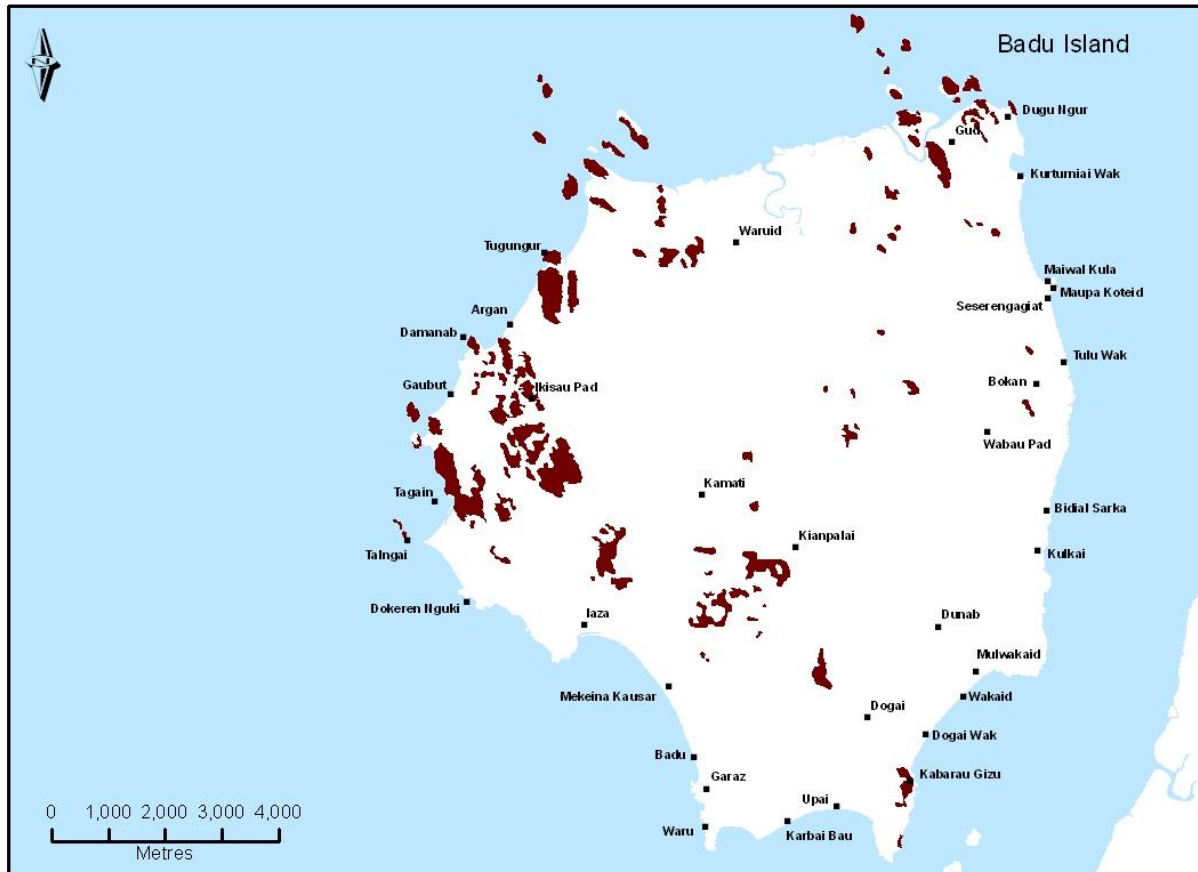 Badu Island
N
Dugu Ngur
Gud
Kurturniai Wak
Waruid
Tugungur
Maiwal Kula
Maupa Koteid
Seserengagiat
Argan
Damanab
Tulu Wak
Bokan
Gaubut
Ikisau Pad
Wabau Pad
Kamati
Tagain
Bidial Sarka
Kianpalai
Kulkai
Talngai
Dokeren Nguki
Iaza
Dunab
Mulwakaid
Mekeina Kausar
Wakaid
Dogai
Dogai Wak
Badu
Kabarau Gizu
Garaz
Upai
Waru
Karbai Bau
0 1,000 2,000 3,000 4,000
Metres